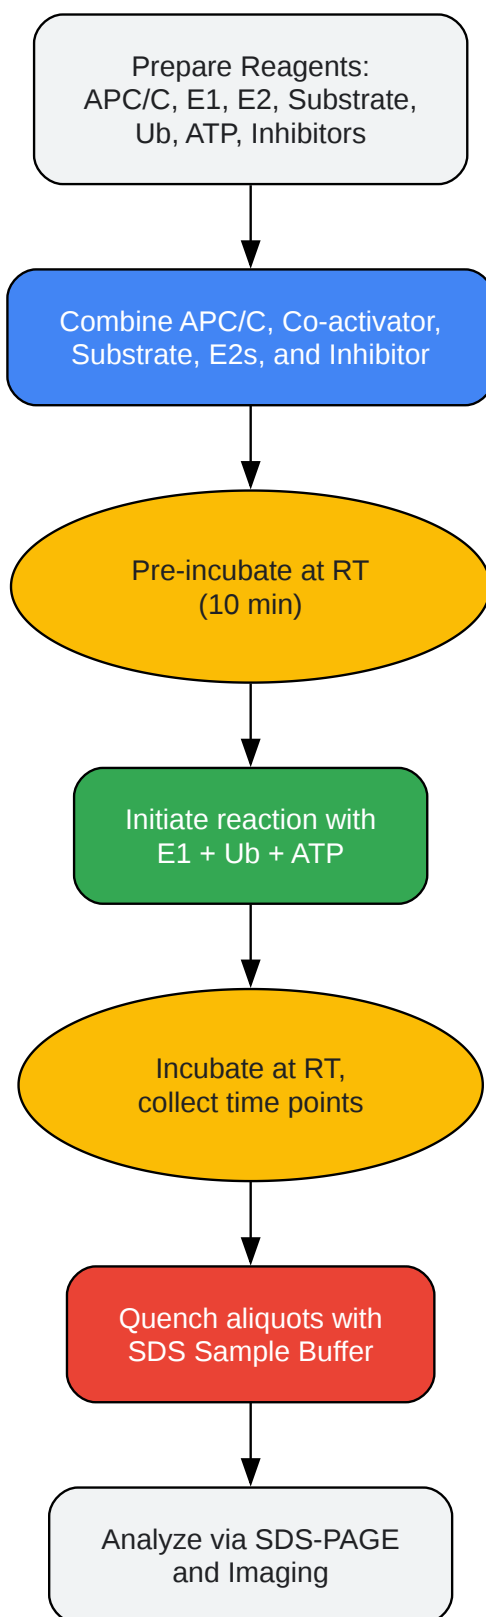 Prepare Reagents:
APC/C, E1, E2, Substrate,
Ub, ATP, Inhibitors
Combine APC/C, Co-activator,
Substrate, E2s, and Inhibitor
Pre-incubate at RT
(10 min)
Initiate reaction with
E1 + Ub + ATP
Incubate at RT,
collect time points
Quench aliquots with
SDS Sample Buffer
Analyze via SDS-PAGE
and Imaging